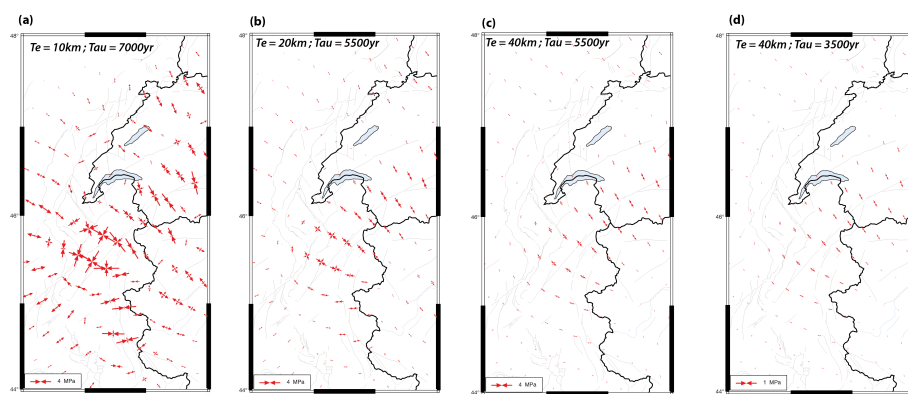 (a)
(b)
(c)
(d)
Te = 10km ; Tau = 7000yr
Te = 20km ; Tau = 5500yr
Te = 40km ; Tau = 5500yr
Te = 40km ; Tau = 3500yr
48°
48°
48°
48°
46°
46°
46°
46°
4 MPa
4 MPa
4 MPa
1 MPa
44°
44°
44°
44°